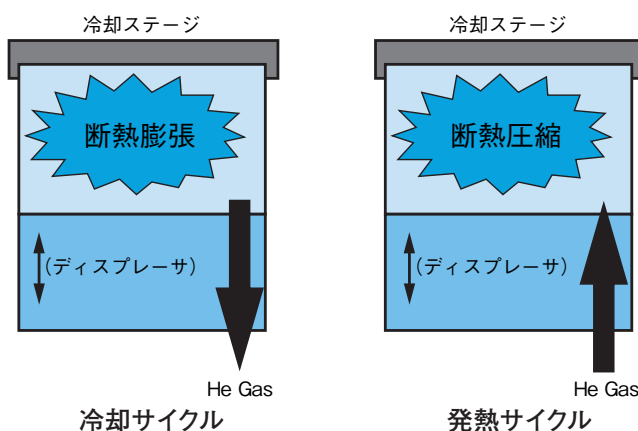 冷却ステージ
断熱膨張
(ディスプレーサ)
He Gas
冷却サイクル
冷却ステージ
断熱圧縮
(ディスプレーサ)
He Gas
発熱サイクル